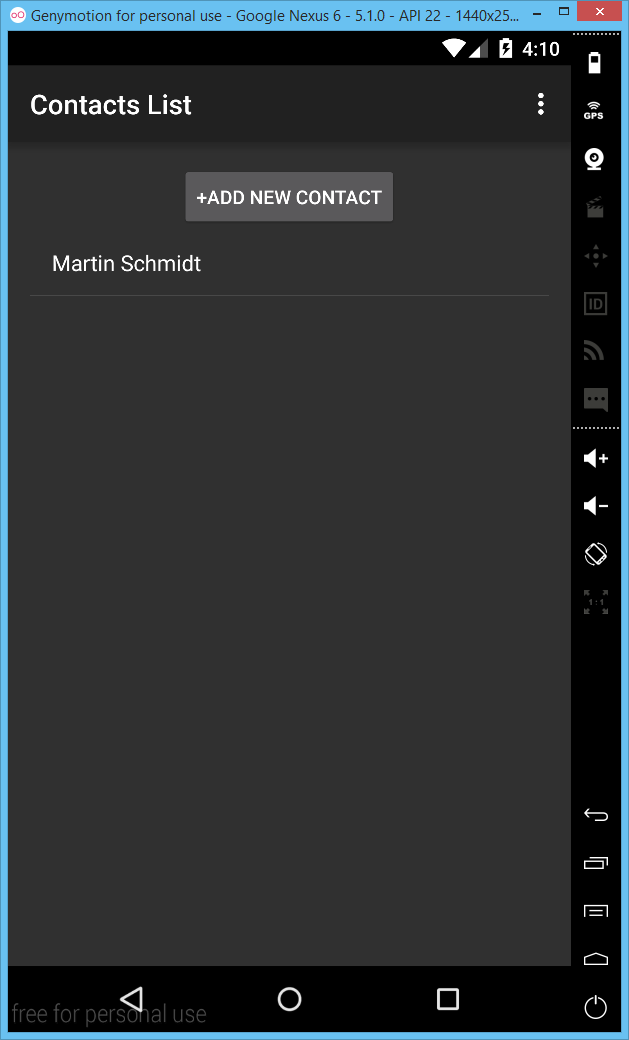 Genymotion for personal use - Google Nexus 6 - 5.1.0 - API 22 - 1440x25...
4:10
Contacts List
GPS
+ADD NEW CONTACT
Martin Schmidt
ID
1:1
free for personal use